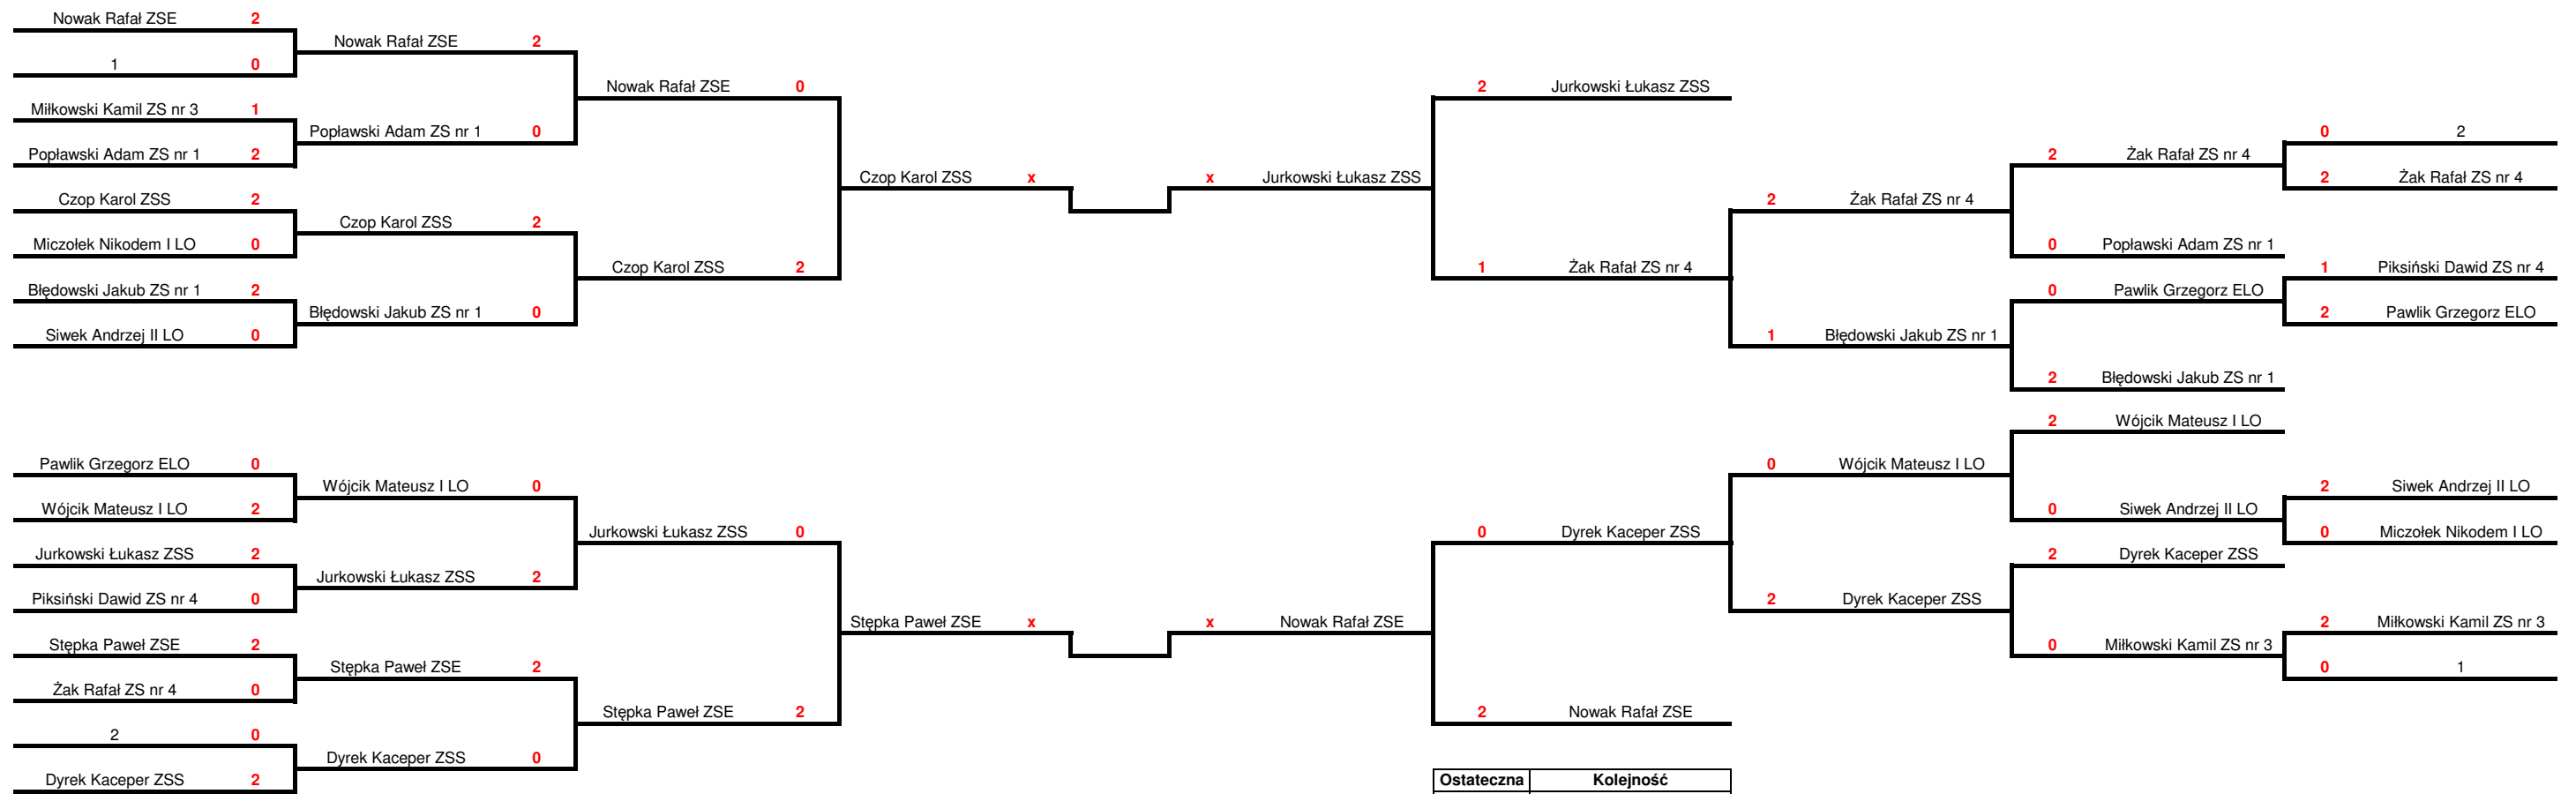 Nowak Rafał ZSE 2
1 0
Miłkowski Kamil ZS nr 3 1
Popławski Adam ZS nr 1 2
Czop Karol ZSS 2
Miczołek Nikodem I LO 0
Błędowski Jakub ZS nr 1 2
Siwek Andrzej II LO 0
Pawlik Grzegorz ELO 0
Wójcik Mateusz I LO 2
Jurkowski Łukasz ZSS 2
Piksiński Dawid ZS nr 4 0
Stępka Paweł ZSE 2
Żak Rafał ZS nr 4 0
2 0
Dyrek Kaceper ZSS 2
Nowak Rafał ZSE 2
Popławski Adam ZS nr 1 0
Czop Karol ZSS 2
Błędowski Jakub ZS nr 1 0
Wójcik Mateusz I LO 0
Jurkowski Łukasz ZSS 2
Stępka Paweł ZSE 2
Dyrek Kaceper ZSS 0
Nowak Rafał ZSE 0
Czop Karol ZSS 2
Jurkowski Łukasz ZSS 0
Stępka Paweł ZSE 2
Czop Karol ZSS x
Stępka Paweł ZSE x
x Jurkowski Łukasz ZSS
x Nowak Rafał ZSE
2 Jurkowski Łukasz ZSS
1 Żak Rafał ZS nr 4
0 Dyrek Kaceper ZSS
2 Nowak Rafał ZSE
2 Żak Rafał ZS nr 4
1 Błędowski Jakub ZS nr 1
0 Wójcik Mateusz I LO
2 Dyrek Kaceper ZSS
2 Żak Rafał ZS nr 4
0 Popławski Adam ZS nr 1
0 Pawlik Grzegorz ELO
2 Błędowski Jakub ZS nr 1
2 Wójcik Mateusz I LO
0 Siwek Andrzej II LO
2 Dyrek Kaceper ZSS
0 Miłkowski Kamil ZS nr 3
0 2
2 Żak Rafał ZS nr 4
1 Piksiński Dawid ZS nr 4
2 Pawlik Grzegorz ELO
2 Siwek Andrzej II LO
0 Miczołek Nikodem I LO
2 Miłkowski Kamil ZS nr 3
0 1
Ostateczna Kolejność